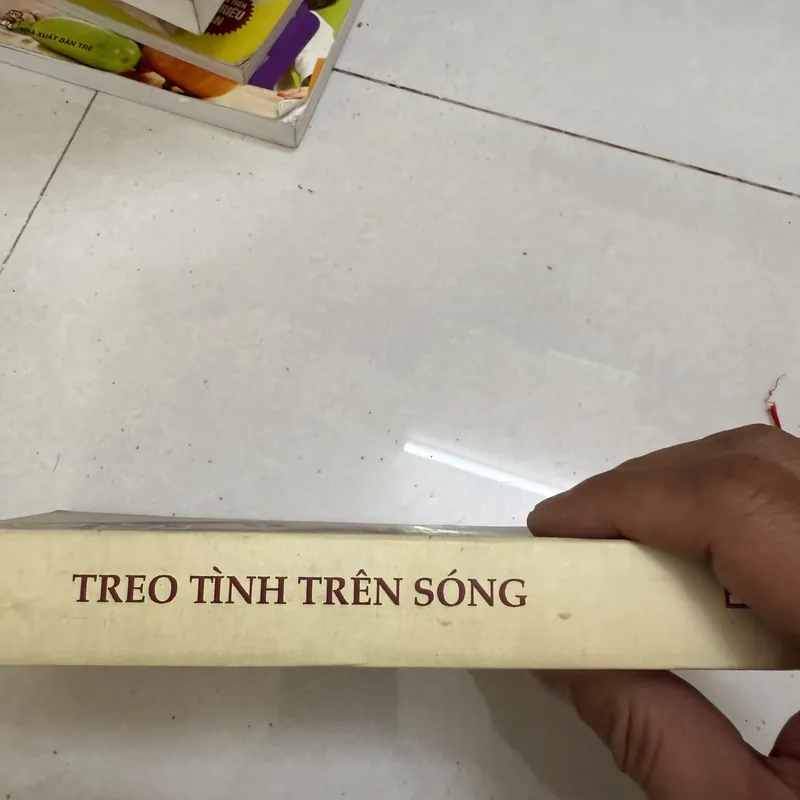 NHÀ XUẤT BẢN TRẺ
TREO TÌNH TRÊN SÓNG